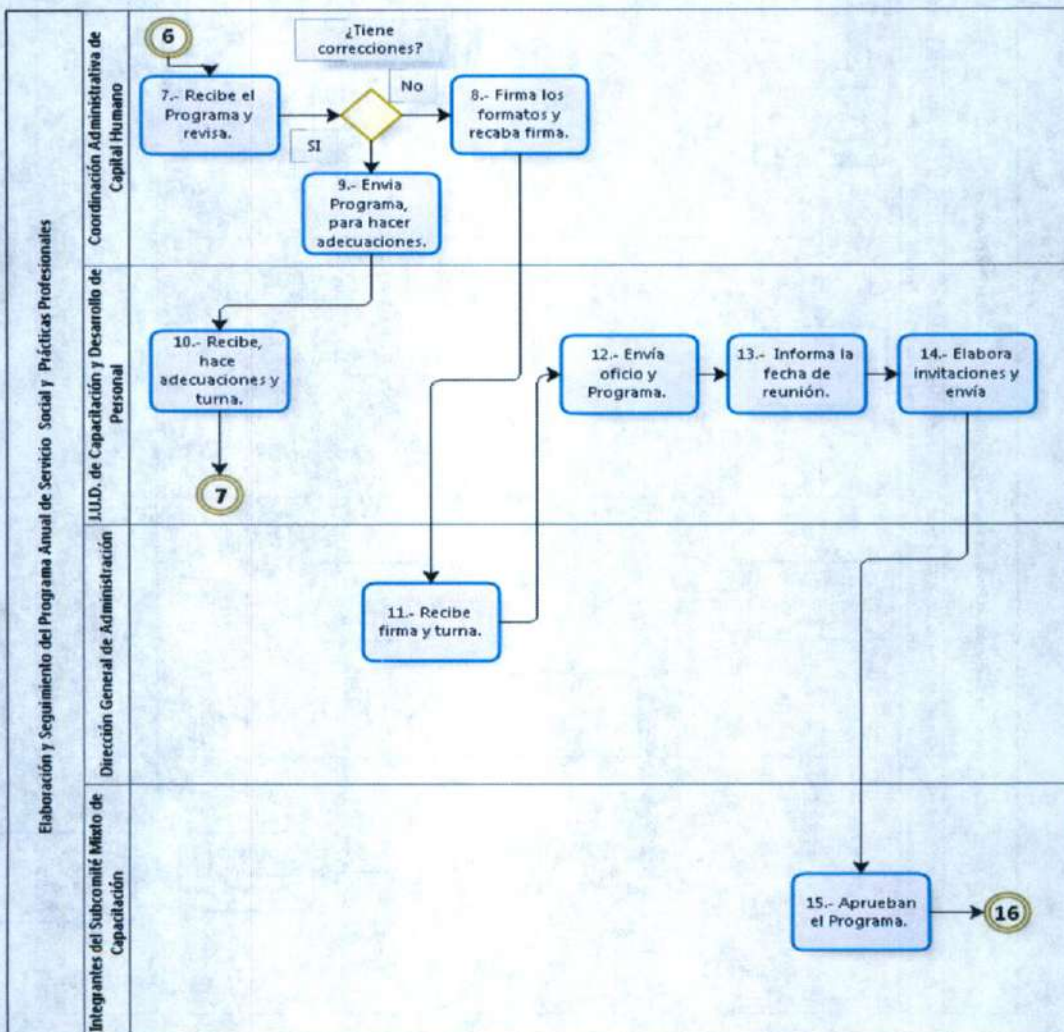 Elaboración y Seguimiento del Programa Anual de Servicio Social y Prácticas Profesionales
Coordinación Administrativa de
Capital Humano
6
¿Tiene
correcciones?
7.- Recibe el
Programa y
revisa.
No
SI
8.- Firma los
formatos y
recaba firma.
9.- Envia
Programa,
para hacer
adecuaciones.
J.U.D. de Capacitación y Desarrollo de
Personal
10.- Recibe,
hace
adecuaciones y
turna.
7
12.- Envía
oficio y
Programa.
13.- Informa la
fecha de
reunión.
14.- Elabora
invitaciones y
envía
Dirección General de Administración
11.- Recibe
firma y turna.
Integrantes del Subcomité Mixto de
Capacitación
15.- Aprueban
el Programa.
16